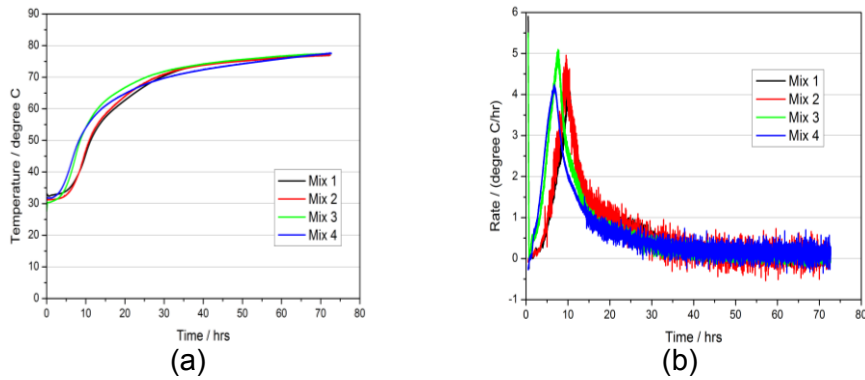 90
80
70
60
50
40
30
20
10
0
Temperature / degree C
Mix 1
Mix 2
Mix 3
Mix 4
0 10 20 30 40 50 60 70 80
Time / hrs
(a)
6
5
4
3
2
1
0
-1
Rate / (degree C/hr)
Mix 1
Mix 2
Mix 3
Mix 4
0 10 20 30 40 50 60 70 80
Time / hrs
(b)